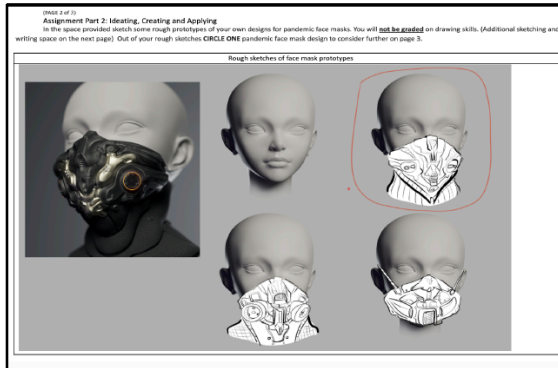 (PAGE 2 of 3)
Assignment Part 2: Ideating, Creating and Applying
In the space provided sketch some rough prototypes of your own designs for pandemic face masks. You will not be graded on drawing skills. (Additional sketching and
writing space on the next page) Out of your rough sketches CIRCLE ONE pandemic face mask design to consider further on page 3.
Rough sketches of face mask prototypes